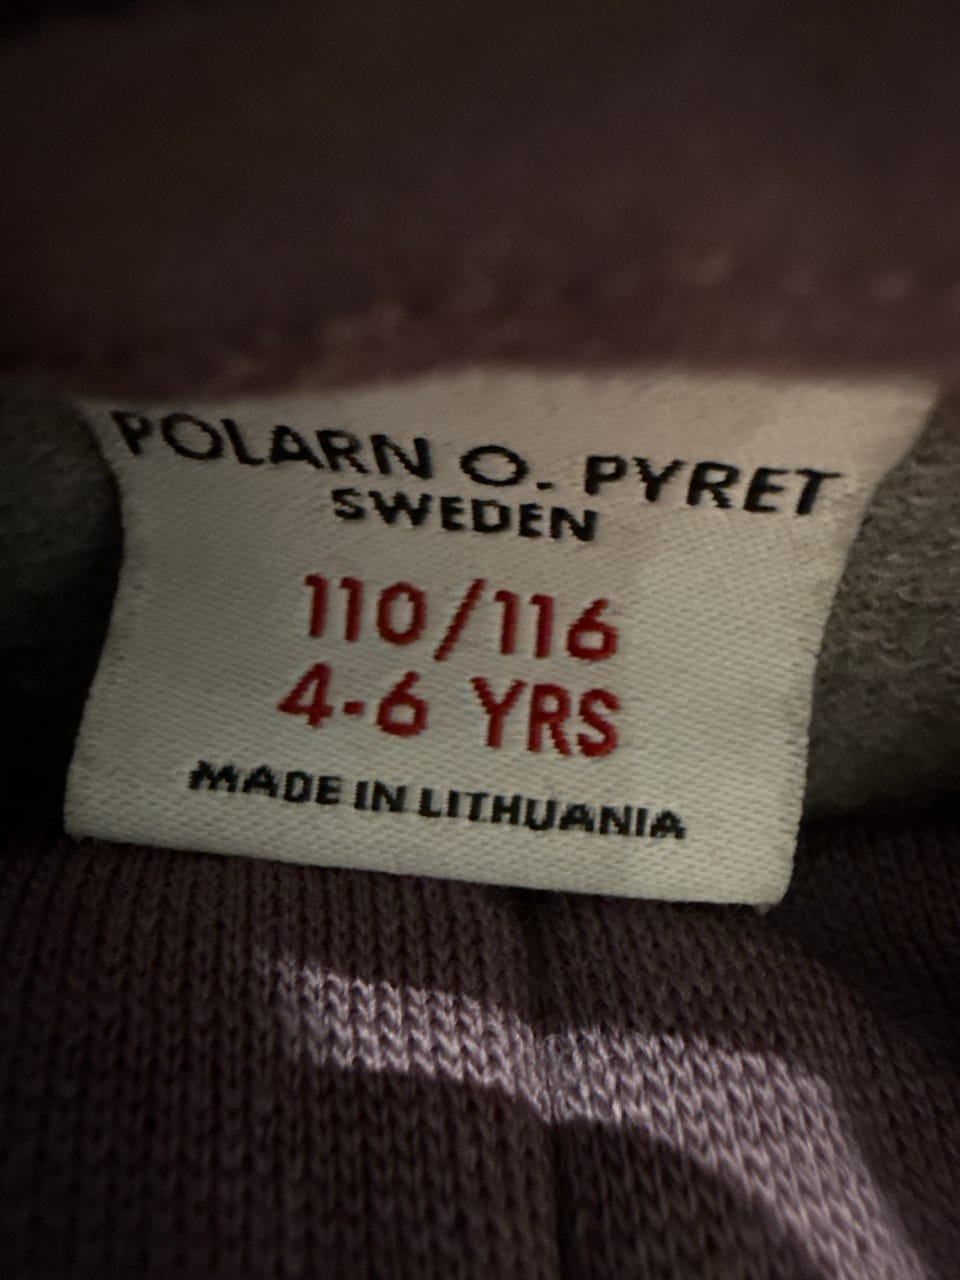 POLARN O. PYRET
SWEDEN
110/116
4-6 YRS
MADE IN LITHUANIA